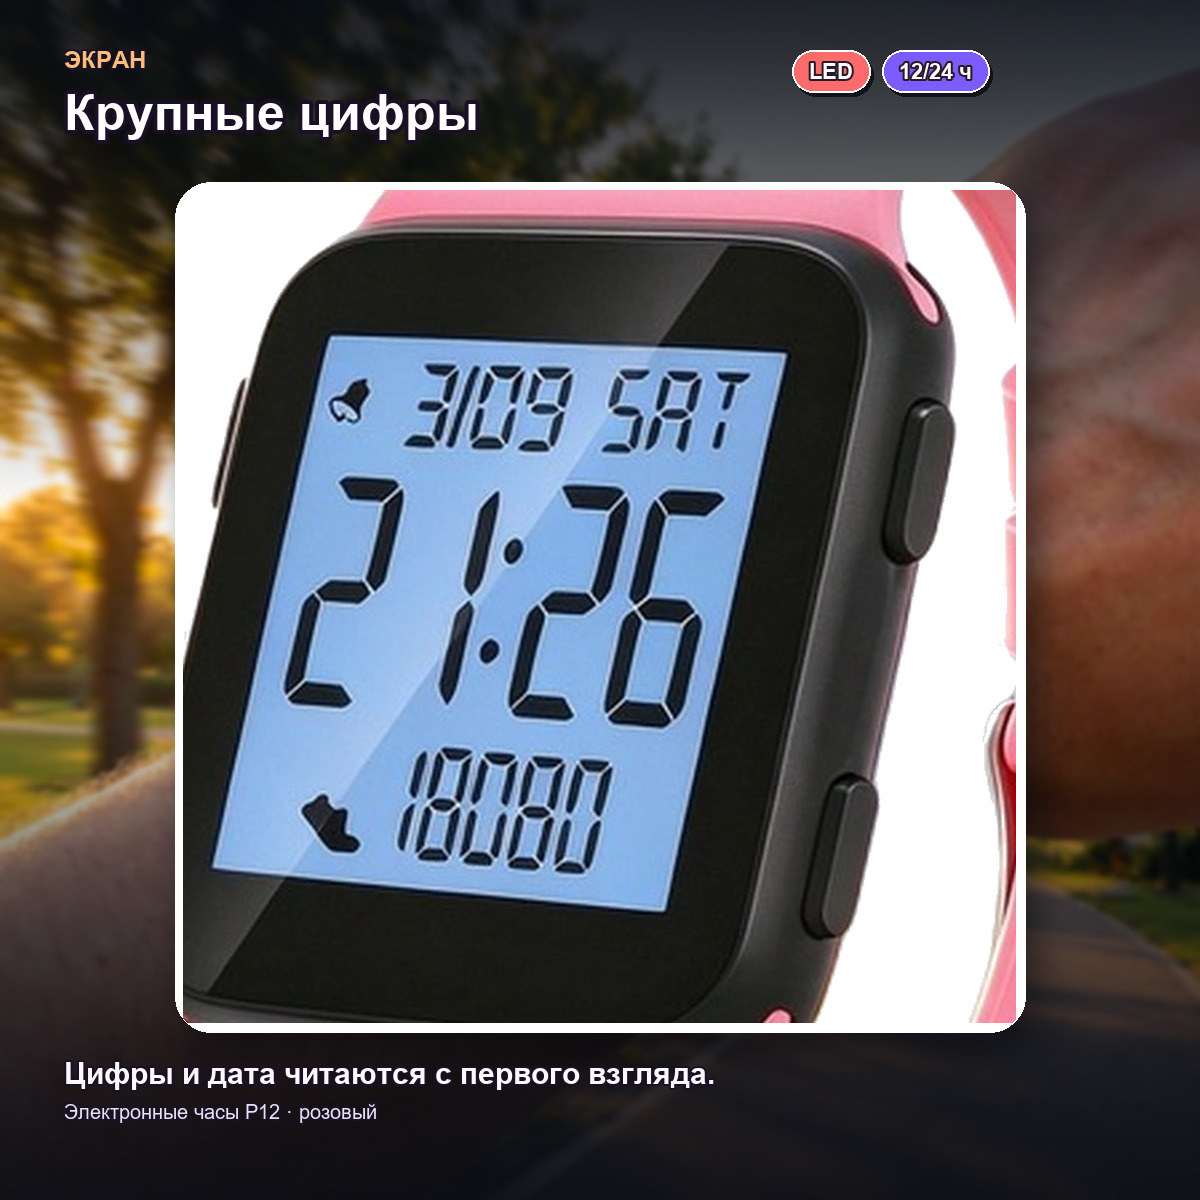 ЭКРАН
Крупные цифры
LED
12/24 ч
3/09 SAT
21:26
18080
Цифры и дата читаются с первого взгляда.
Электронные часы P12 · розовый